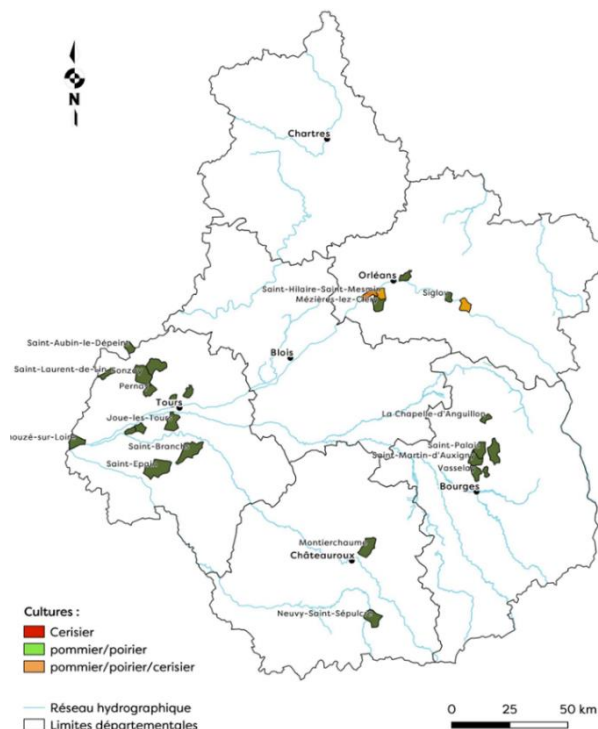 N
Chartres
Orléans
Saint-Hilaire-Saint-Mesmin
Mézières-lez-Cléry
Sigloy
Saint-Aubin-le-Dépeint
Blois
Saint-Laurent-de-Lin
Sonzay
Pernay
Tours
La Chapelle-d'Anguillon
Joue-les-Tours
houzé-sur-Loire
Saint-Branchs
Saint-Palais
Saint-Martin-d'Auxigny
Saint-Epain
Vasselay
Bourges
Montierchaume
Châteauroux
Neuvy-Saint-Sépulcre
Cultures :
Cerisier
pommier/poirier
pommier/poirier/cerisier
Réseau hydrographique
Limites départementales
0 25 50 km